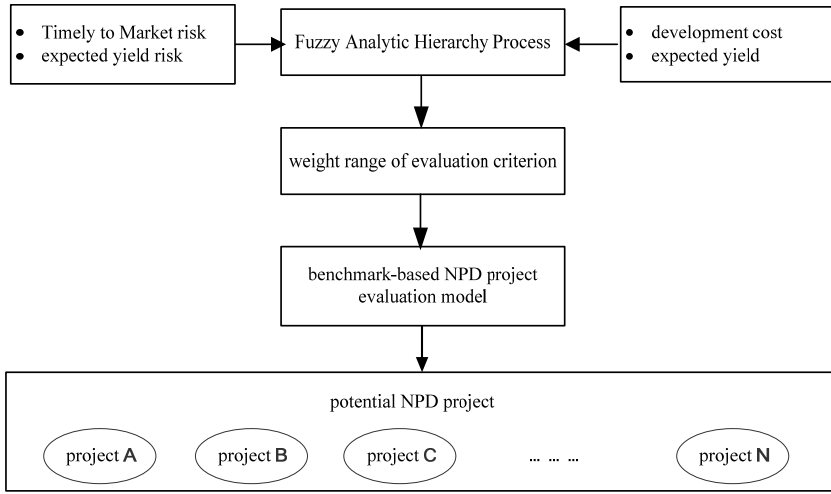 • Timely to Market risk
• expected yield risk
Fuzzy Analytic Hierarchy Process
• development cost
• expected yield
weight range of evaluation criterion
benchmark-based NPD project
evaluation model
potential NPD project
project A
project B
project C
... ... ...
project N